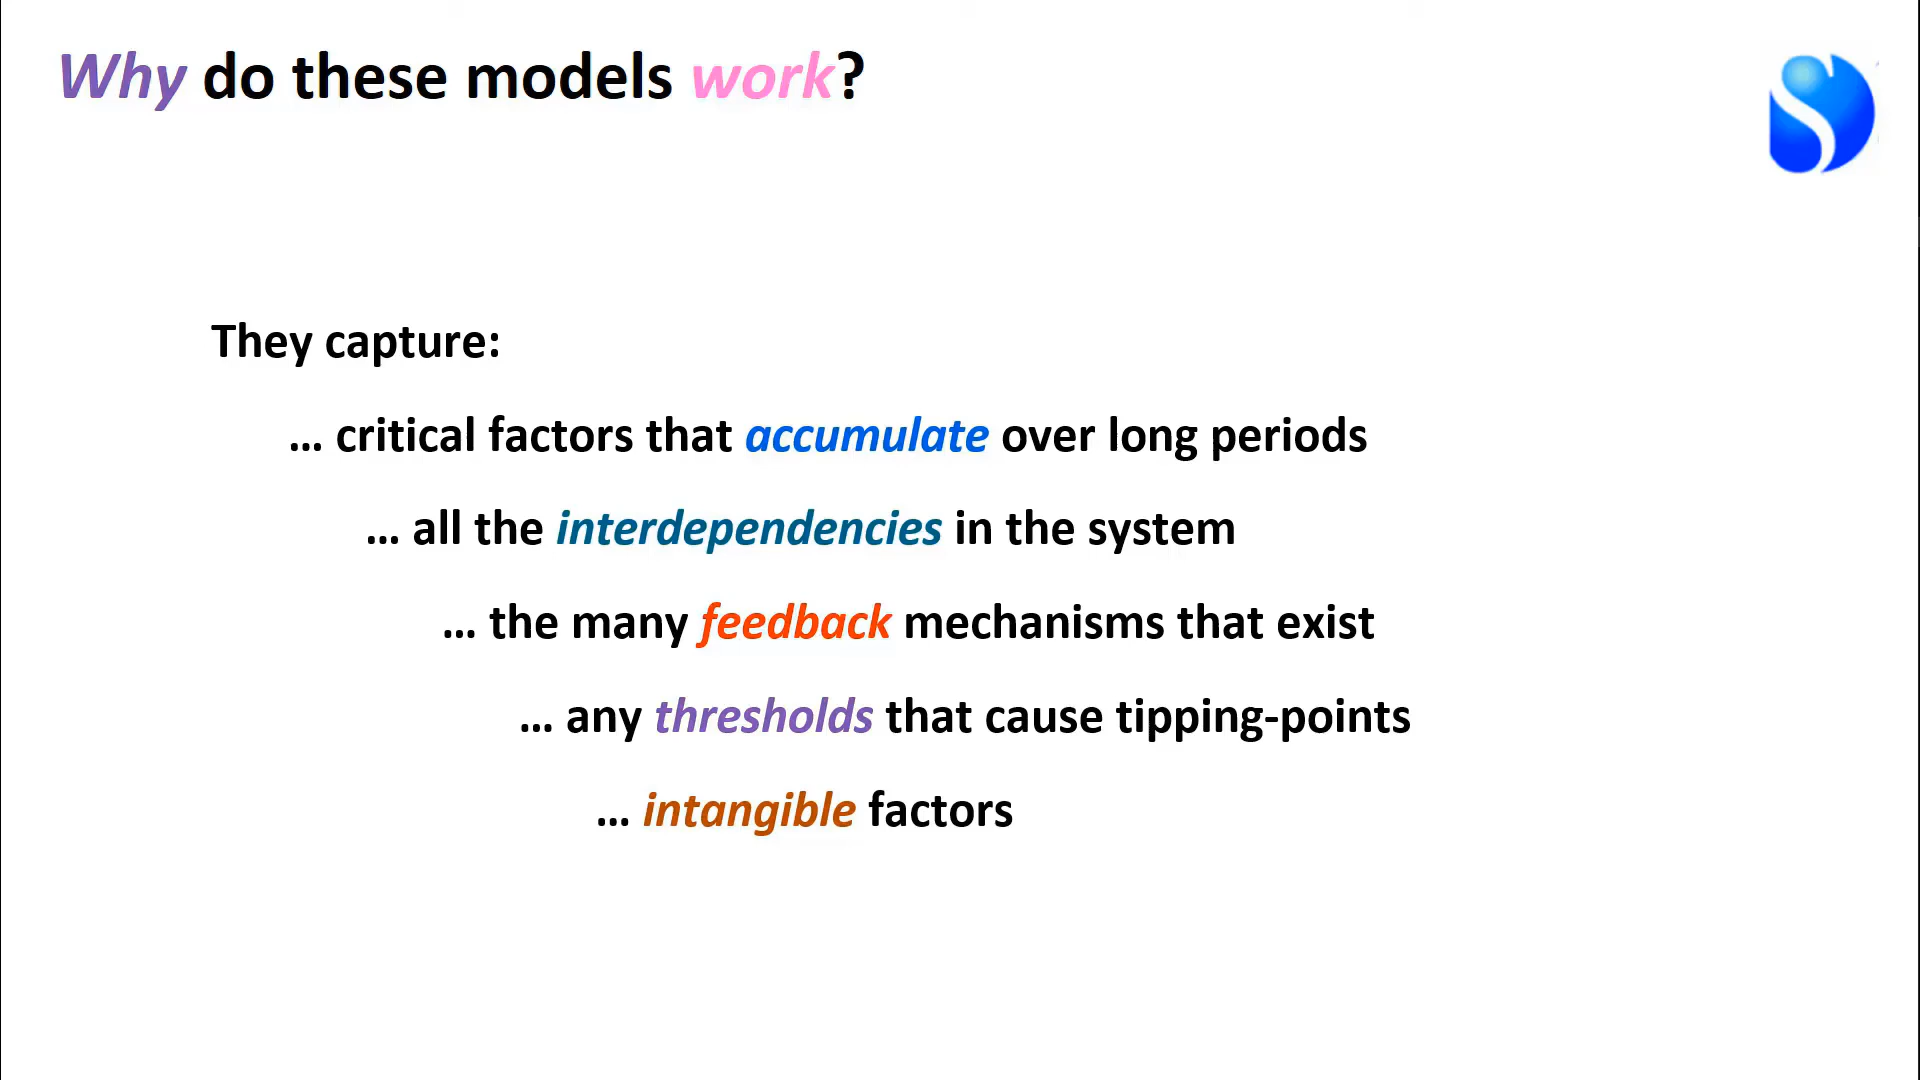 Why do these models work?
They capture:
… critical factors that accumulate over long periods
… all the interdependencies in the system
… the many feedback mechanisms that exist
… any thresholds that cause tipping-points
… intangible factors